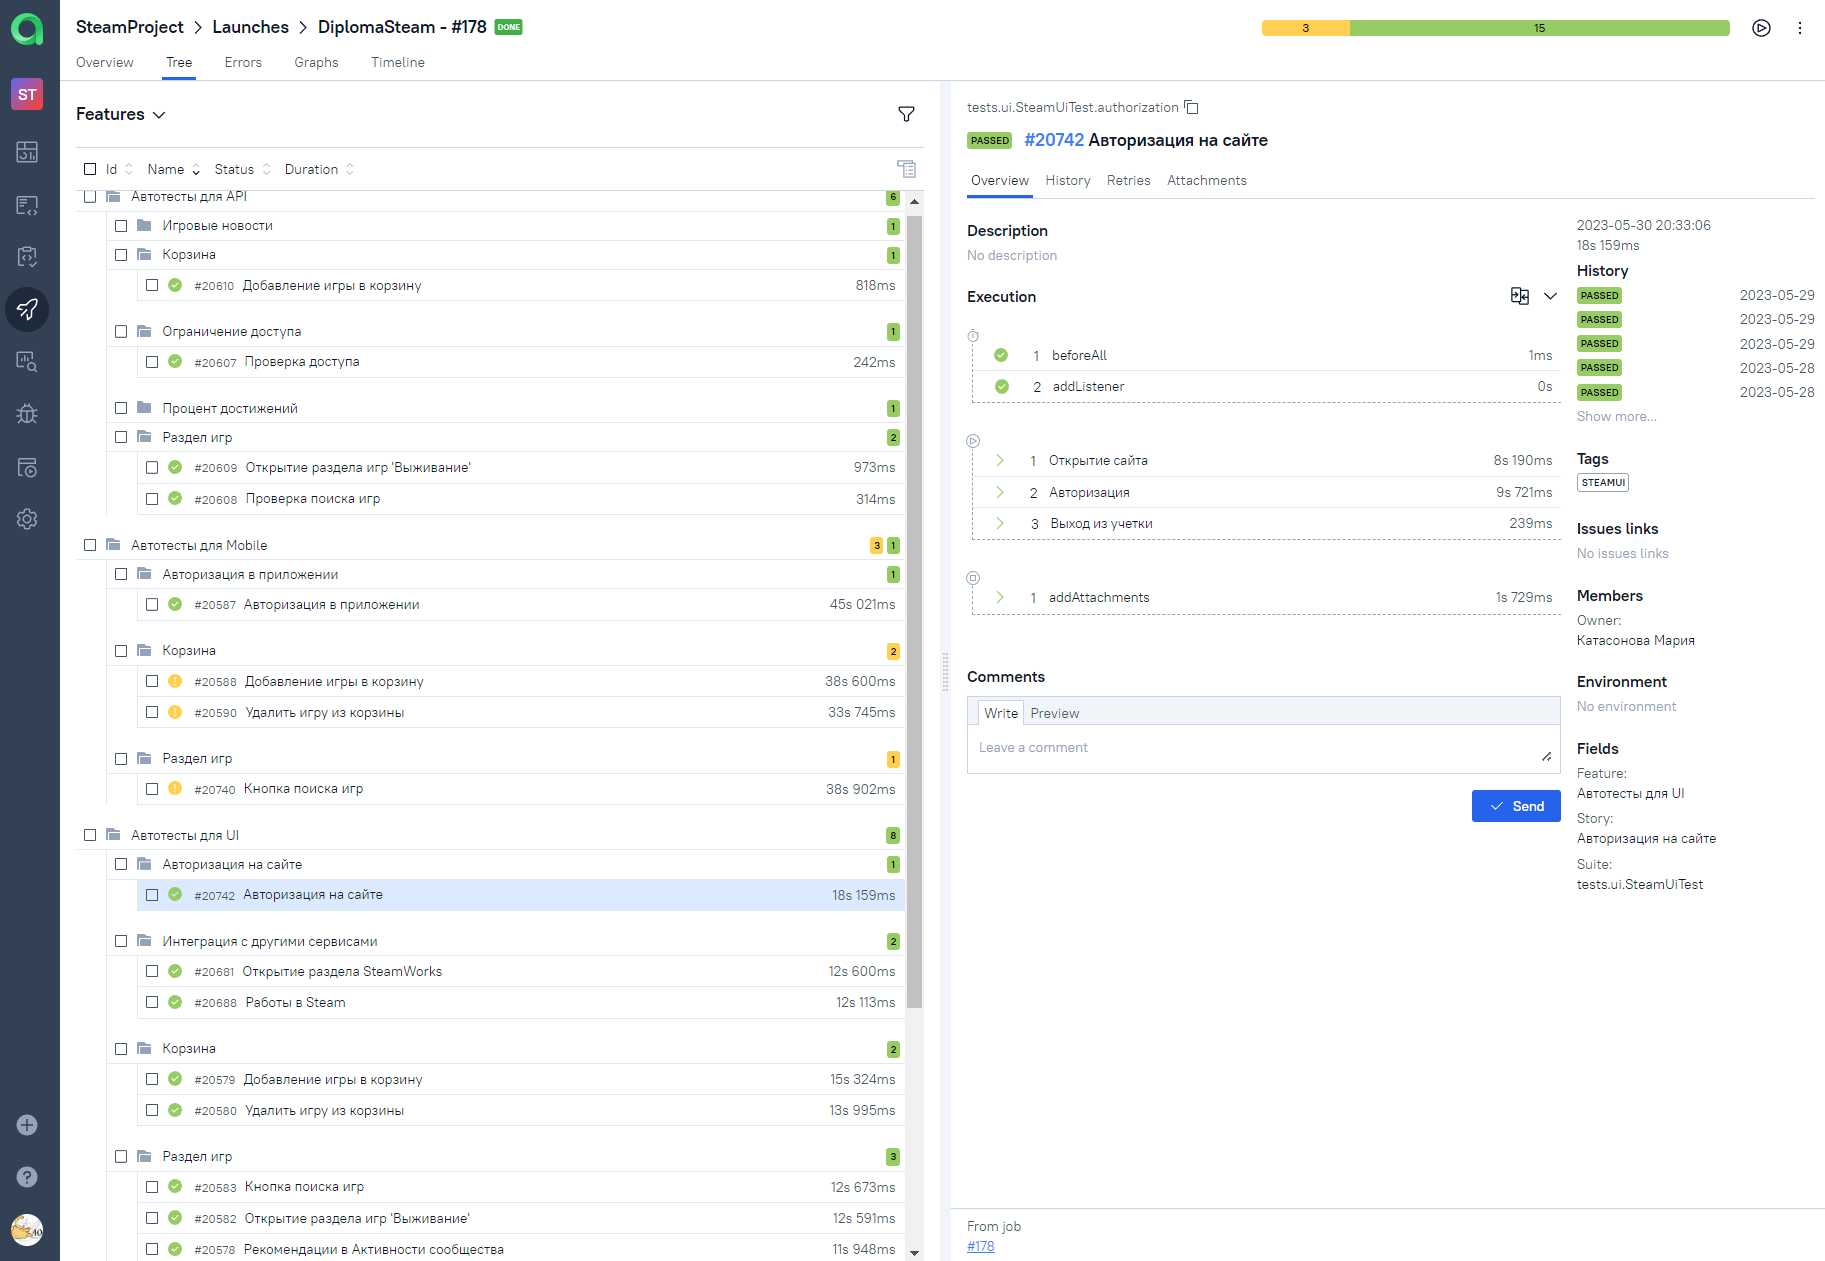 SteamProject > Launches > DiplomaSteam - #178 DONE
3 15
ST
Overview Tree Errors Graphs Timeline
Features
Id Name Status Duration
Автотесты для API 6
Игровые новости 1
Корзина 1
#20610 Добавление игры в корзину 818ms
Ограничение доступа 1
#20607 Проверка доступа 242ms
Процент достижений 1
Раздел игр 2
#20609 Открытие раздела игр 'Выживание' 973ms
#20608 Проверка поиска игр 314ms
Автотесты для Mobile 3 1
Авторизация в приложении 1
#20587 Авторизация в приложении 45s 021ms
Корзина 2
#20588 Добавление игры в корзину 38s 600ms
#20590 Удалить игру из корзины 33s 745ms
Раздел игр 1
#20740 Кнопка поиска игр 38s 902ms
Автотесты для UI 8
Авторизация на сайте 1
#20742 Авторизация на сайте 18s 159ms
Интеграция с другими сервисами 2
#20681 Открытие раздела SteamWorks 12s 600ms
#20688 Работы в Steam 12s 113ms
Корзина 2
#20579 Добавление игры в корзину 15s 324ms
#20580 Удалить игру из корзины 13s 995ms
Раздел игр 3
#20583 Кнопка поиска игр 12s 673ms
#20582 Открытие раздела игр 'Выживание' 12s 591ms
#20578 Рекомендации в Активности сообщества 11s 948ms
tests.ui.SteamUiTest.authorization
PASSED #20742 Авторизация на сайте
Overview History Retries Attachments
Description
No description
Execution
1 beforeAll 1ms
2 addListener 0s
1 Открытие сайта 8s 190ms
2 Авторизация 9s 721ms
3 Выход из учетки 239ms
1 addAttachments 1s 729ms
Comments
Write Preview
Leave a comment
Send
2023-05-30 20:33:06
18s 159ms
History
PASSED 2023-05-29
PASSED 2023-05-29
PASSED 2023-05-29
PASSED 2023-05-28
PASSED 2023-05-28
Show more...
Tags
STEAMUI
Issues links
No issues links
Members
Owner:
Катасонова Мария
Environment
No environment
Fields
Feature:
Автотесты для UI
Story:
Авторизация на сайте
Suite:
tests.ui.SteamUiTest
From job
#178